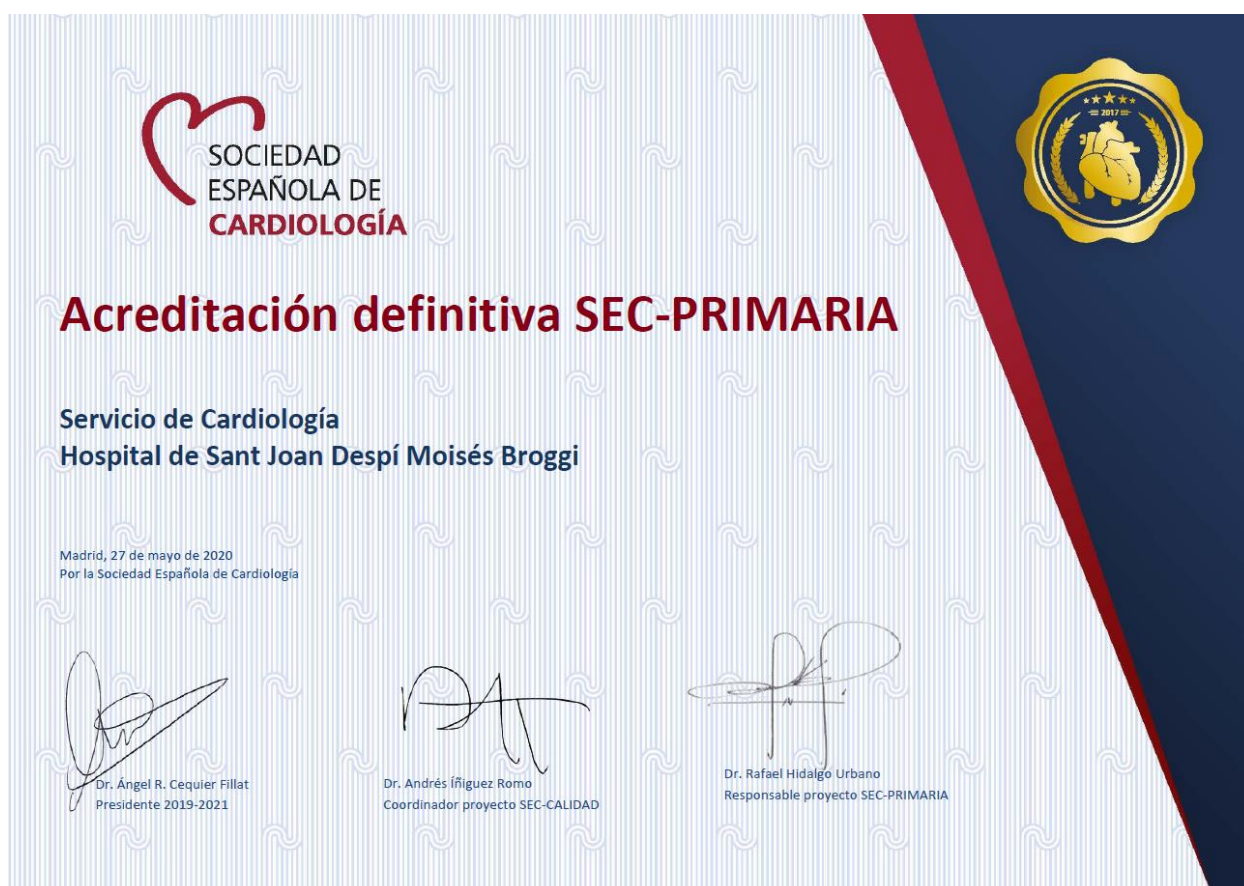 SOCIEDAD
ESPAÑOLA DE
CARDIOLOGÍA
2017
Acreditación definitiva SEC-PRIMARIA
Servicio de Cardiología
Hospital de Sant Joan Despí Moisés Broggi
Madrid, 27 de mayo de 2020
Por la Sociedad Española de Cardiología
Dr. Ángel R. Cequier Fillat
Presidente 2019-2021
Dr. Andrés Íñiguez Romo
Coordinador proyecto SEC-CALIDAD
Dr. Rafael Hidalgo Urbano
Responsable proyecto SEC-PRIMARIA